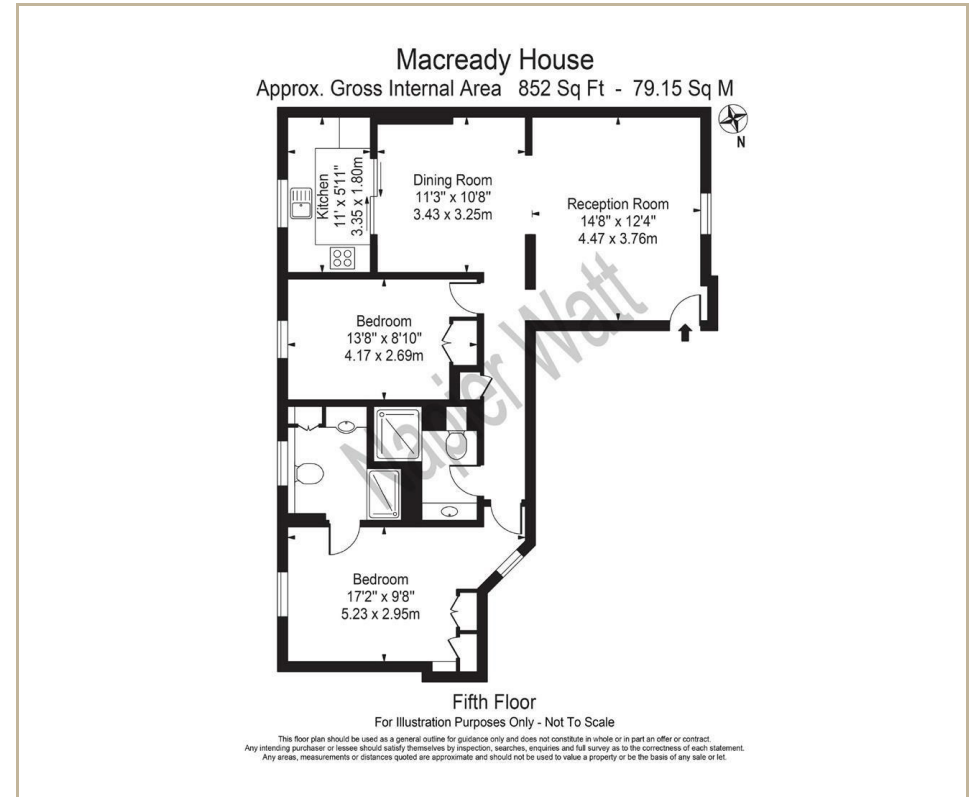 Macready House
Approx. Gross Internal Area 852 Sq Ft - 79.15 Sq M
N
Kitchen
11' x 5'11"
3.35 x 1.80m
Dining Room
11'3" x 10'8"
3.43 x 3.25m
Reception Room
14'8" x 12'4"
4.47 x 3.76m
Bedroom
13'8" x 8'10"
4.17 x 2.69m
Napier Watt
Bedroom
17'2" x 9'8"
5.23 x 2.95m
Fifth Floor
For Illustration Purposes Only - Not To Scale
This floor plan should be used as a general outline for guidance only and does not constitute in whole or in part an offer or contract.
Any intending purchaser or lessee should satisfy themselves by inspection, searches, enquiries and full survey as to the correctness of each statement.
Any areas, measurements or distances quoted are approximate and should not be used to value a property or be the basis of any sale or let.